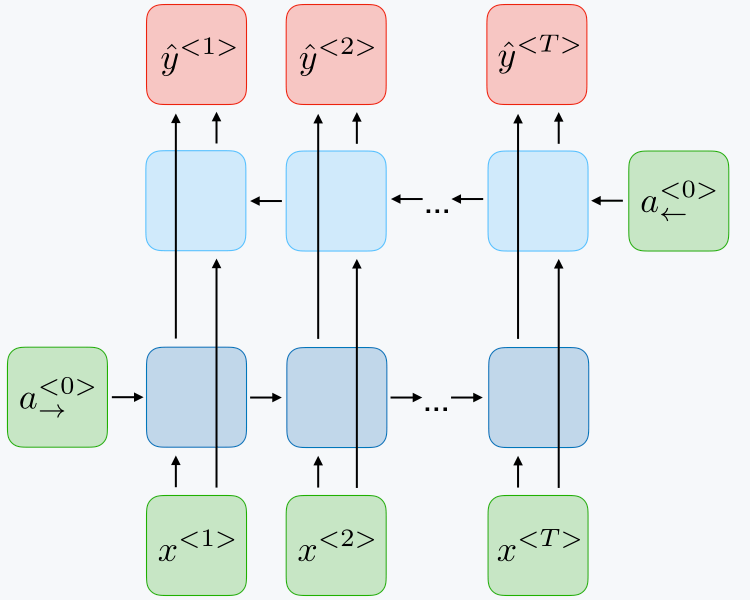 ŷ<1> ŷ<2> ŷ<T>
... a←<0>
a→<0> ...
x<1> x<2> x<T>